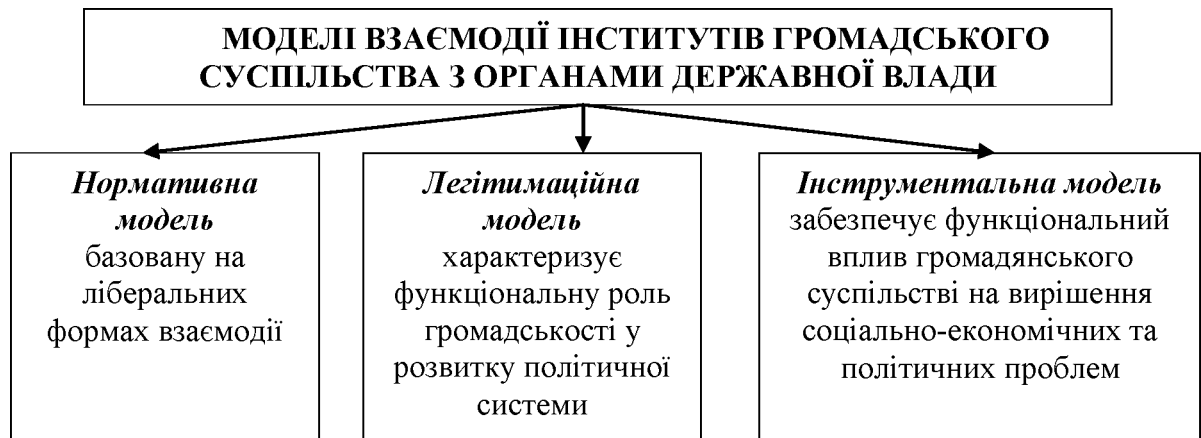 МОДЕЛІ ВЗАЄМОДІЇ ІНСТИТУТІВ ГРОМАДСЬКОГО
СУСПІЛЬСТВА З ОРГАНАМИ ДЕРЖАВНОЇ ВЛАДИ
Нормативна
модель
базовану на
ліберальних
формах взаємодії
Легітимаційна
модель
характеризує
функціональну роль
громадськості у
розвитку політичної
системи
Інструментальна модель
забезпечує функціональний
вплив громадянського
суспільстві на вирішення
соціально-економічних та
політичних проблем